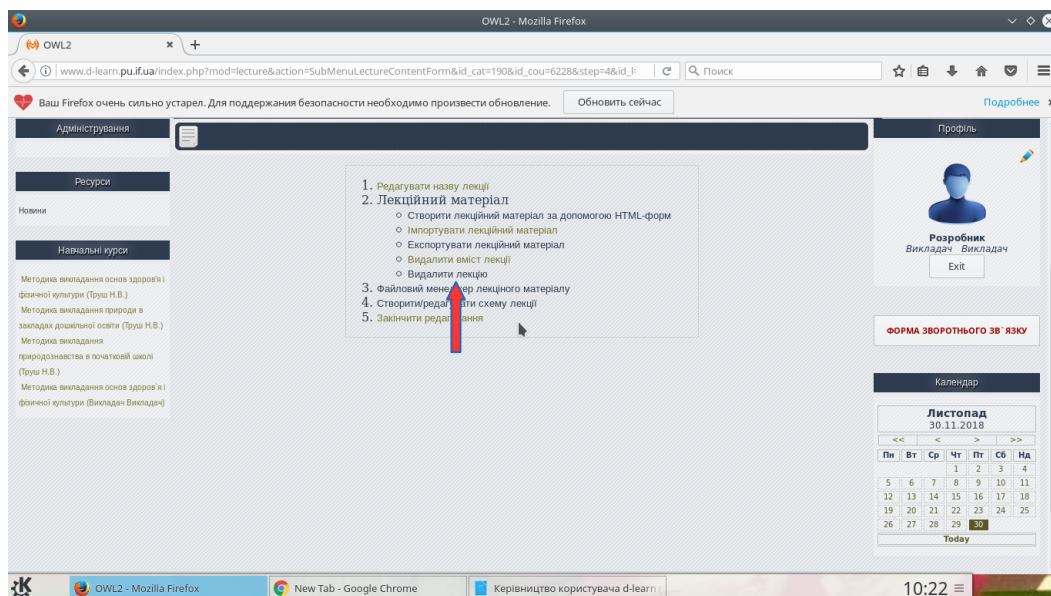 OWL2 - Mozilla Firefox
OWL2
www.d-learn.pu.if.ua/index.php?mod=lecture&action=SubMenuLectureContentForm&id_cat=190&id_cou=6228&step=4&id_l
Поиск
Ваш Firefox очень сильно устарел. Для поддержания безопасности необходимо произвести обновление.
Обновить сейчас
Подробнее
Адміністрування
Ресурси
Новини
Навчальні курси
Методика викладання основ здоров'я і
фізичної культури (Труш Н.В.)
Методика викладання природи в
закладах дошкільної освіти (Труш Н.В.)
Методика викладання
природознавства в початковій школі
(Труш Н.В.)
Методика викладання основ здоров`я і
фізичної культури (Викладач Викладач)
1. Редагувати назву лекції
2. Лекційний матеріал
Створити лекційний матеріал за допомогою HTML-форм
Імпортувати лекційний матеріал
Експортувати лекційний матеріал
Видалити вміст лекції
Видалити лекцію
3. Файловий менеджер лекціного матеріалу
4. Створити/редагувати схему лекції
5. Закінчити редагування
Профіль
Розробник
Викладач Викладач
Exit
ФОРМА ЗВОРОТНЬОГО ЗВ`ЯЗКУ
Календар
Листопад
30.11.2018
<< < > >>
Пн Вт Ср Чт Пт Сб Нд
1 2 3 4
5 6 7 8 9 10 11
12 13 14 15 16 17 18
19 20 21 22 23 24 25
26 27 28 29 30
Today
OWL2 - Mozilla Firefox
New Tab - Google Chrome
Керівництво користувача d-learn
10:22